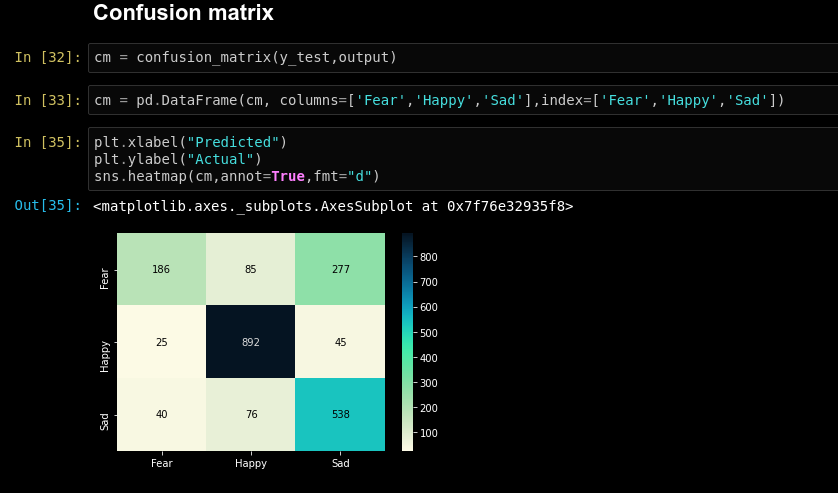 Confusion matrix
In [32]: cm = confusion_matrix(y_test,output)
In [33]: cm = pd.DataFrame(cm, columns=['Fear','Happy','Sad'],index=['Fear','Happy','Sad'])
In [35]: plt.xlabel("Predicted")
plt.ylabel("Actual")
sns.heatmap(cm,annot=True,fmt="d")
Out[35]: <matplotlib.axes._subplots.AxesSubplot at 0x7f76e32935f8>
Fear 186 85 277
Happy 25 892 45
Sad 40 76 538
Fear Happy Sad
800
700
600
500
400
300
200
100